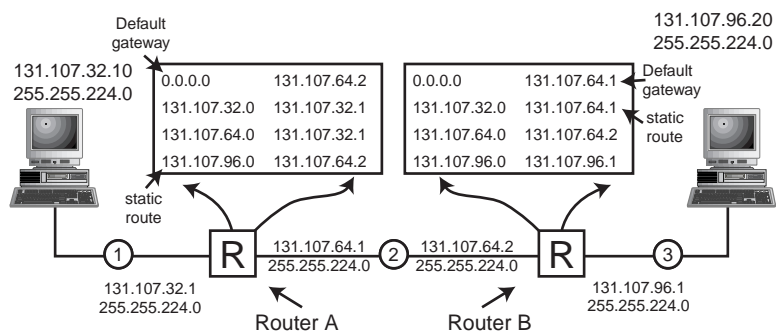 Default
gateway
131.107.32.10
255.255.224.0
0.0.0.0 131.107.64.2
131.107.32.0 131.107.32.1
131.107.64.0 131.107.32.1
131.107.96.0 131.107.64.2
static
route
0.0.0.0 131.107.64.1
131.107.32.0 131.107.64.1
131.107.64.0 131.107.64.2
131.107.96.0 131.107.96.1
131.107.96.20
255.255.224.0
Default
gateway
static
route
1
R
131.107.64.1
255.255.224.0
2
131.107.64.2
255.255.224.0
R
3
131.107.32.1
255.255.224.0
131.107.96.1
255.255.224.0
Router A
Router B